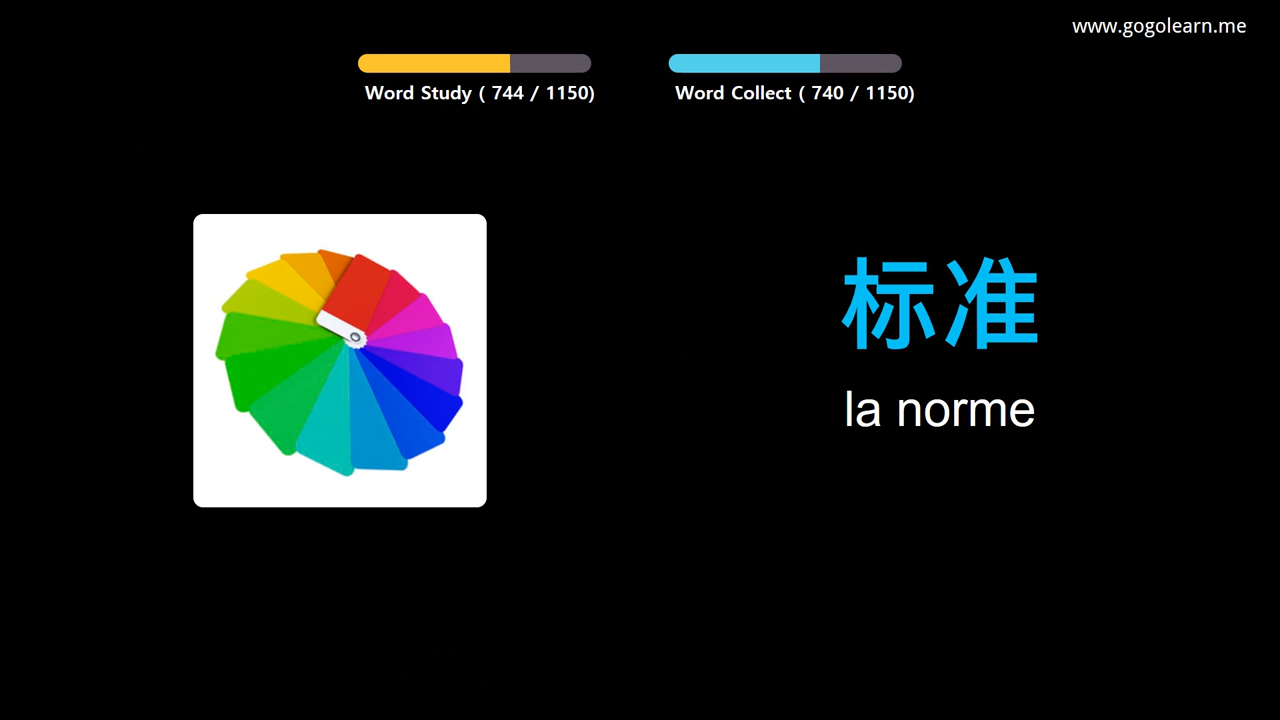 www.gogolearn.me
Word Study ( 744 / 1150)
Word Collect ( 740 / 1150)
标准
la norme